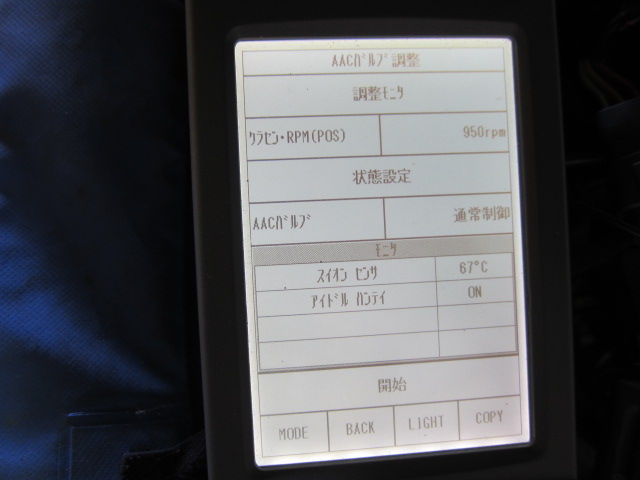 AACバルブ調整
調整モニタ
クラセン・RPM(POS) 950rpm
状態設定
AACバルブ 通常制御
モニタ
スイオン センサ 67°C
アイドル ハンテイ ON
開始
MODE BACK LIGHT COPY